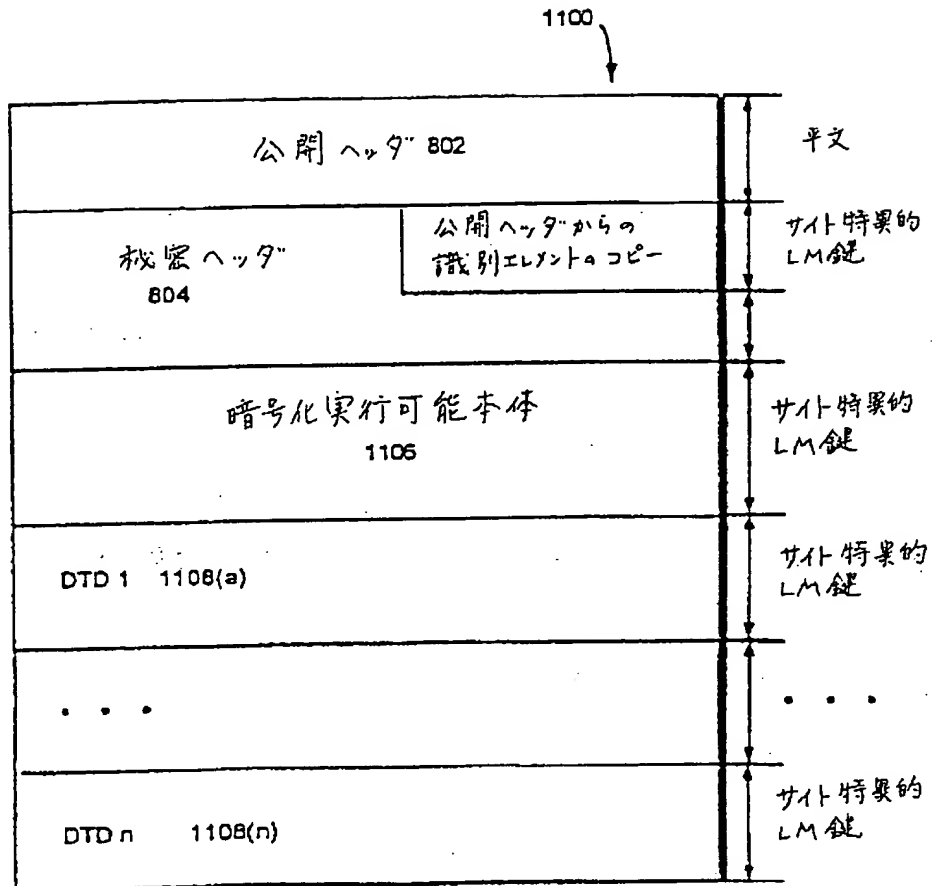 1100
公開ヘッダ 802
平文
秘密ヘッダ
804
公開ヘッダからの
識別エレメントのコピー
サイト特異的
LM鍵
暗号化実行可能本体
1106
サイト特異的
LM鍵
DTD 1 1108(a)
サイト特異的
LM鍵
• • •
• • •
DTD n 1108(n)
サイト特異的
LM鍵